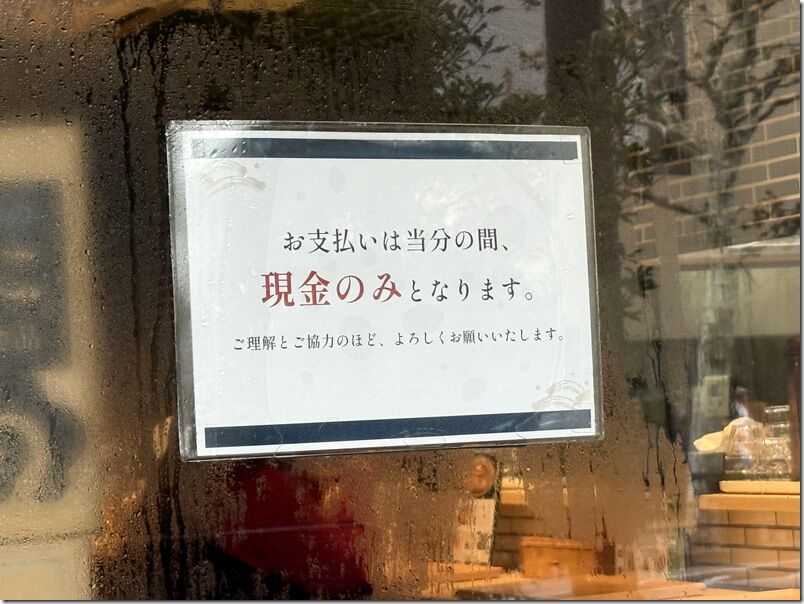 お支払いは当分の間、
現金のみとなります。
ご理解とご協力のほど、よろしくお願いいたします。